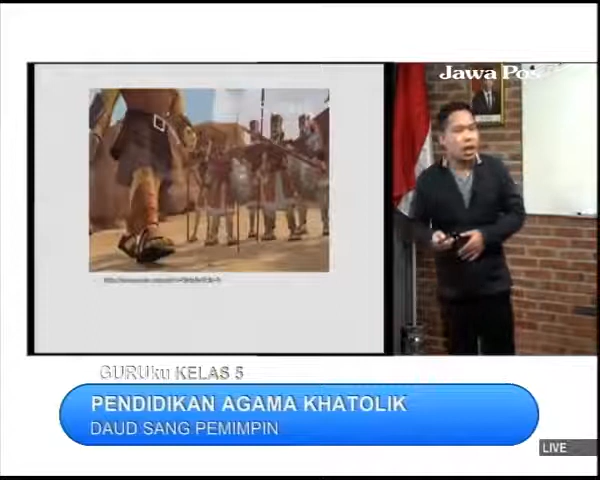 Jawa Pos
GURUku KELAS 5
PENDIDIKAN AGAMA KHATOLIK
DAUD SANG PEMIMPIN
LIVE